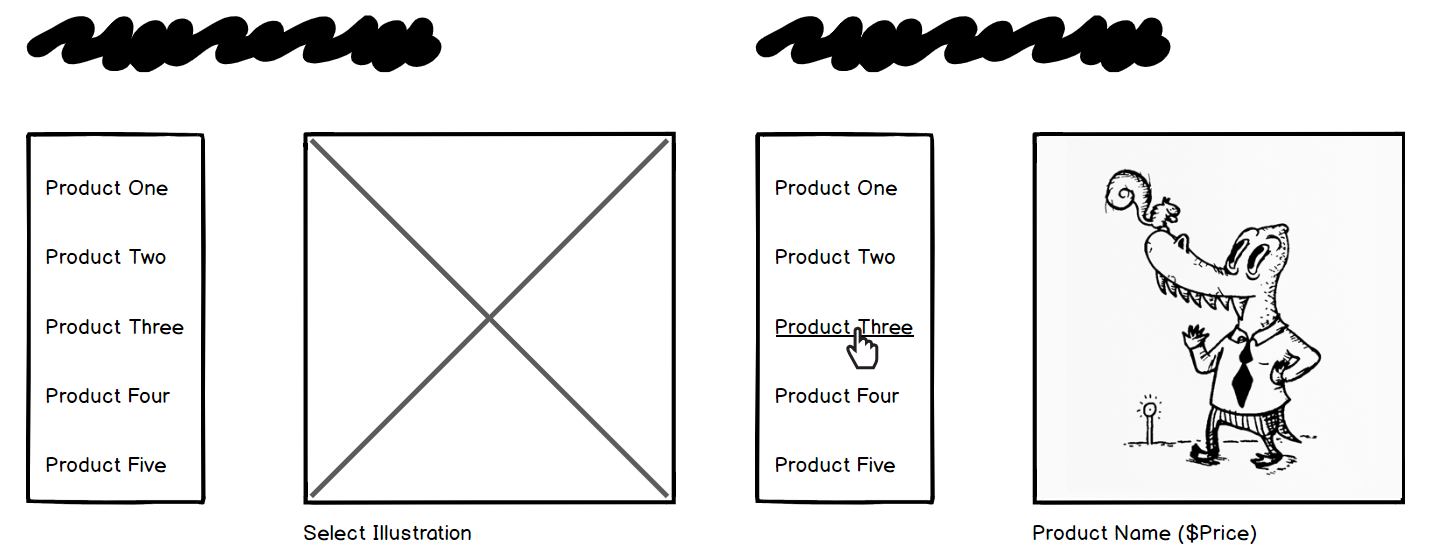 Product One
Product Two
Product Three
Product Four
Product Five
Select Illustration
Product One
Product Two
Product Three
Product Four
Product Five
Product Name ($Price)